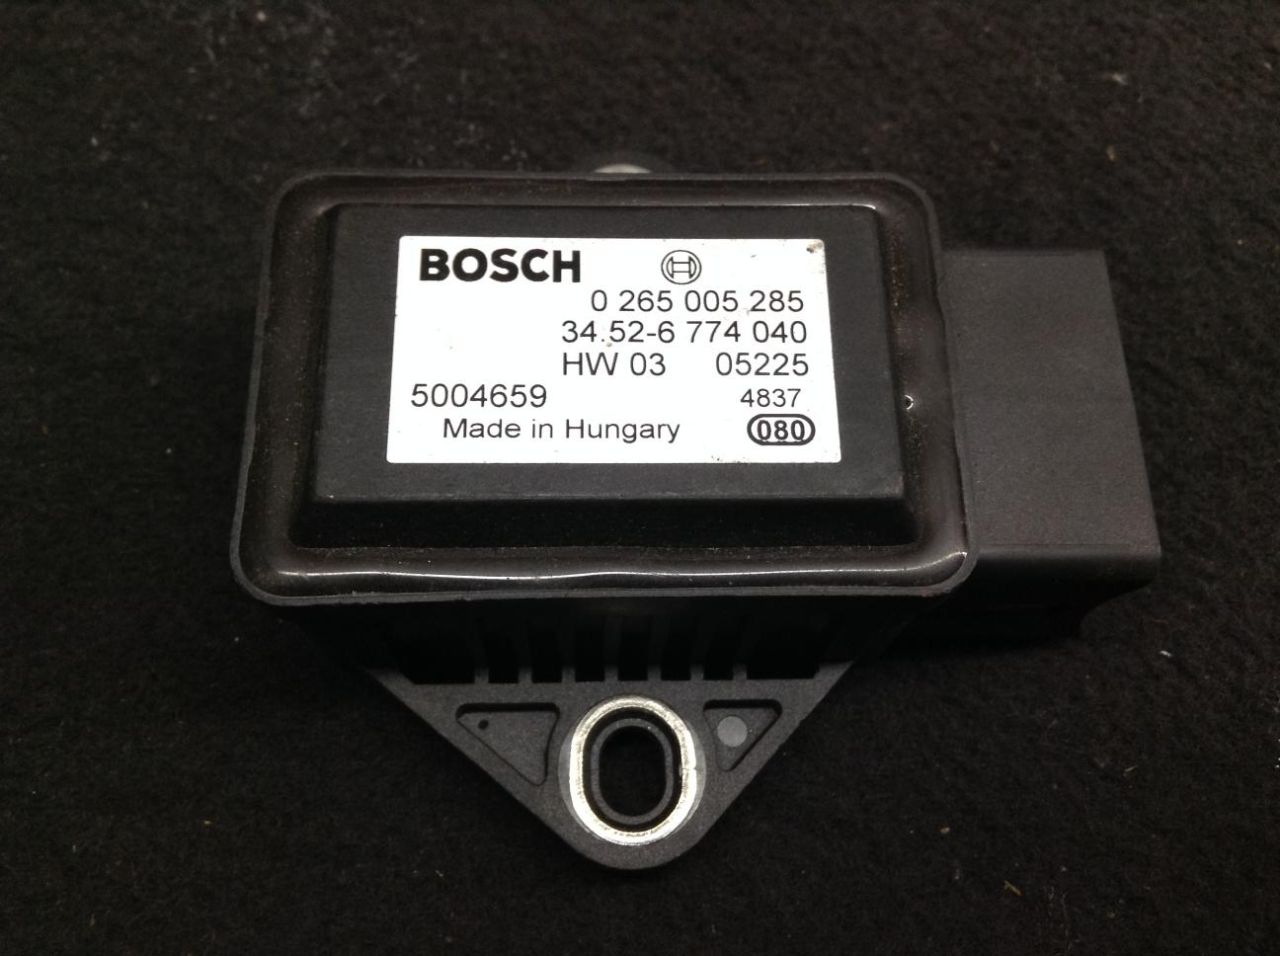 BOSCH
0 265 005 285
34.52-6 774 040
HW 03 05225
5004659 4837
Made in Hungary 080